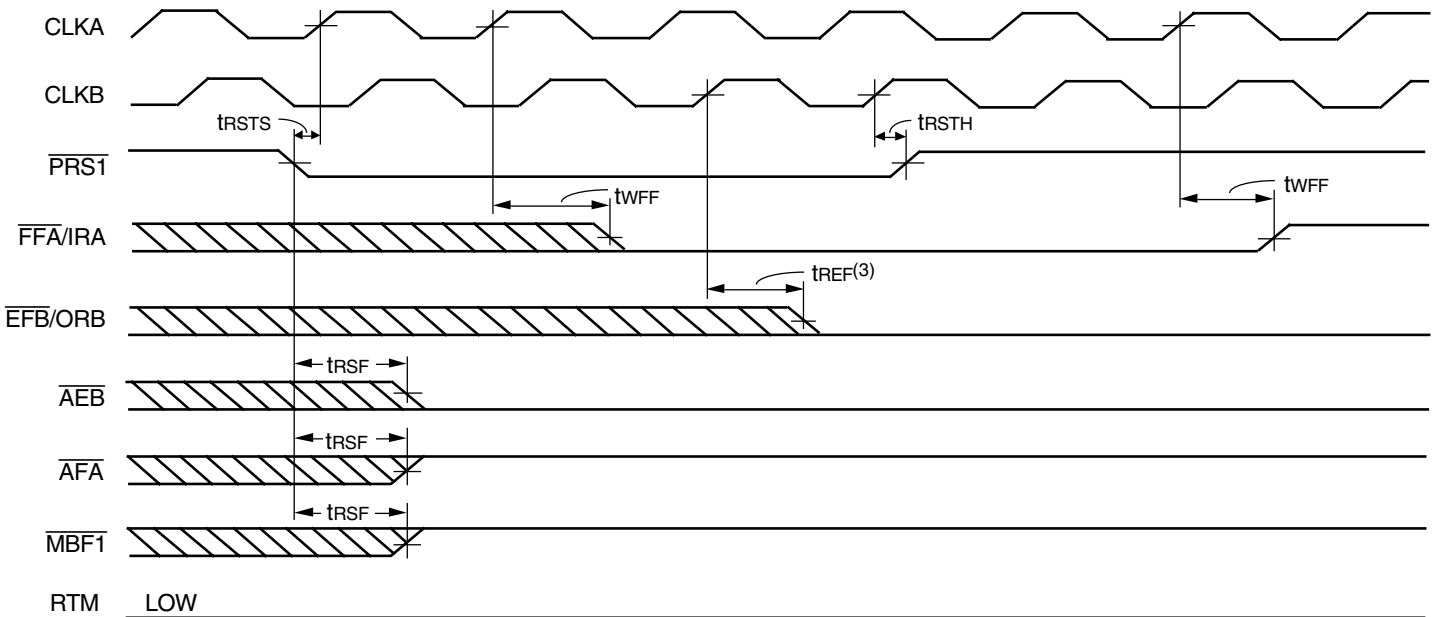 CLKA
CLKB
tRSTS
tRSTH
PRS1
tWFF
tWFF
FFA/IRA
tREF(3)
EFB/ORB
tRSF
AEB
tRSF
AFA
tRSF
MBF1
RTM LOW